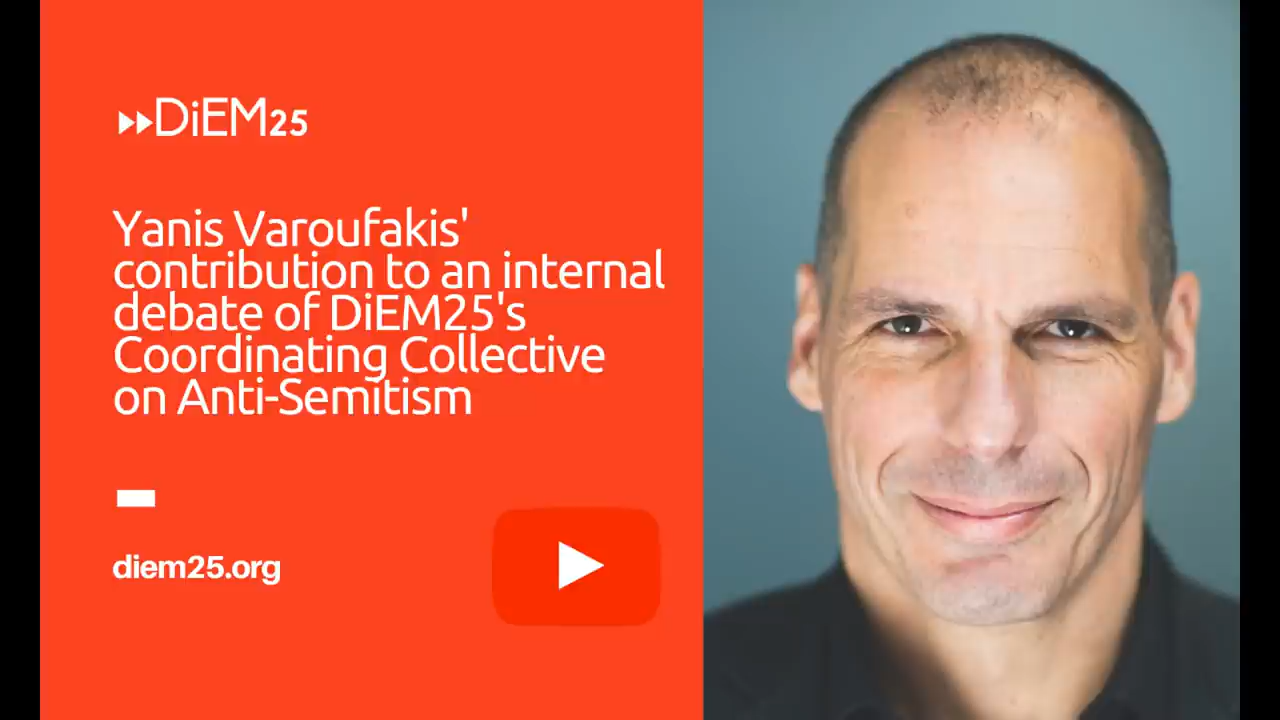 DiEM25
Yanis Varoufakis'
contribution to an internal
debate of DiEM25's
Coordinating Collective
on Anti-Semitism
diem25.org